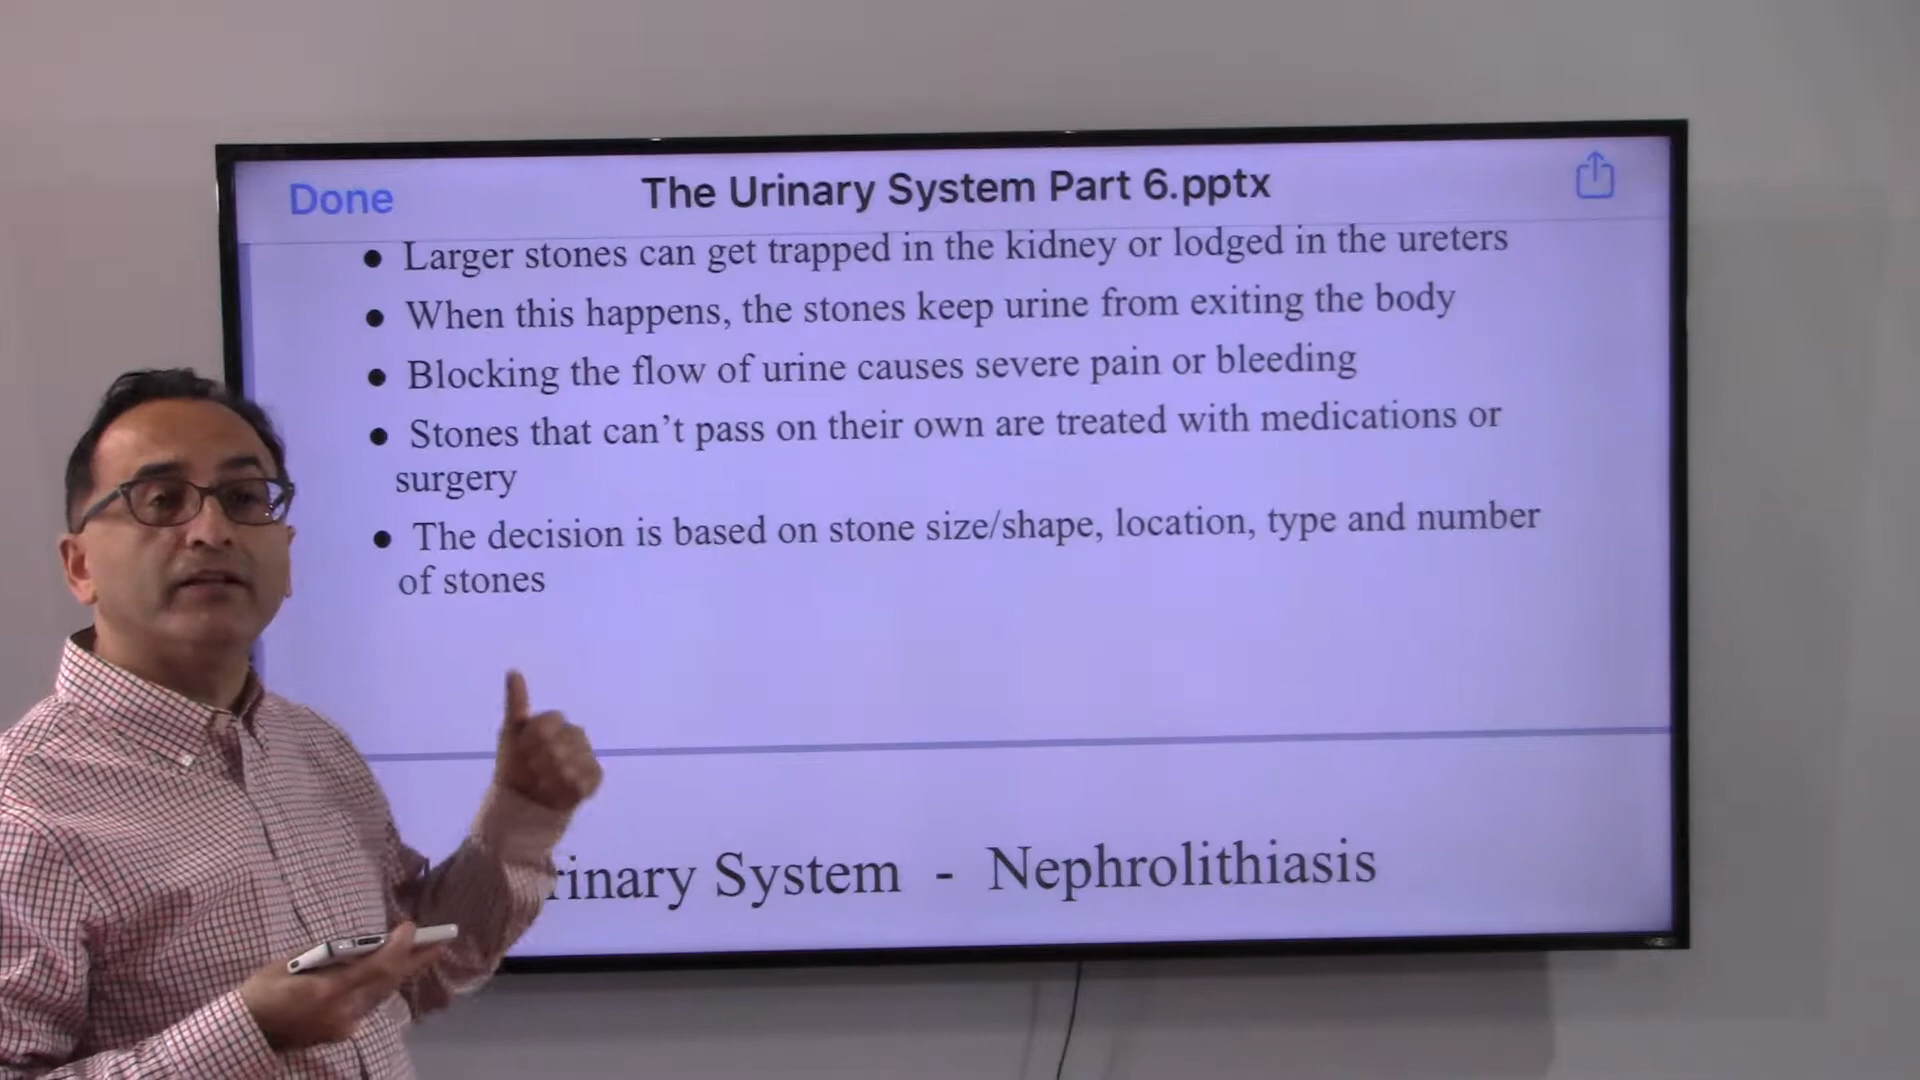 Done
The Urinary System Part 6.pptx
● Larger stones can get trapped in the kidney or lodged in the ureters
● When this happens, the stones keep urine from exiting the body
● Blocking the flow of urine causes severe pain or bleeding
● Stones that can’t pass on their own are treated with medications or
surgery
● The decision is based on stone size/shape, location, type and number
of stones
rinary System - Nephrolithiasis